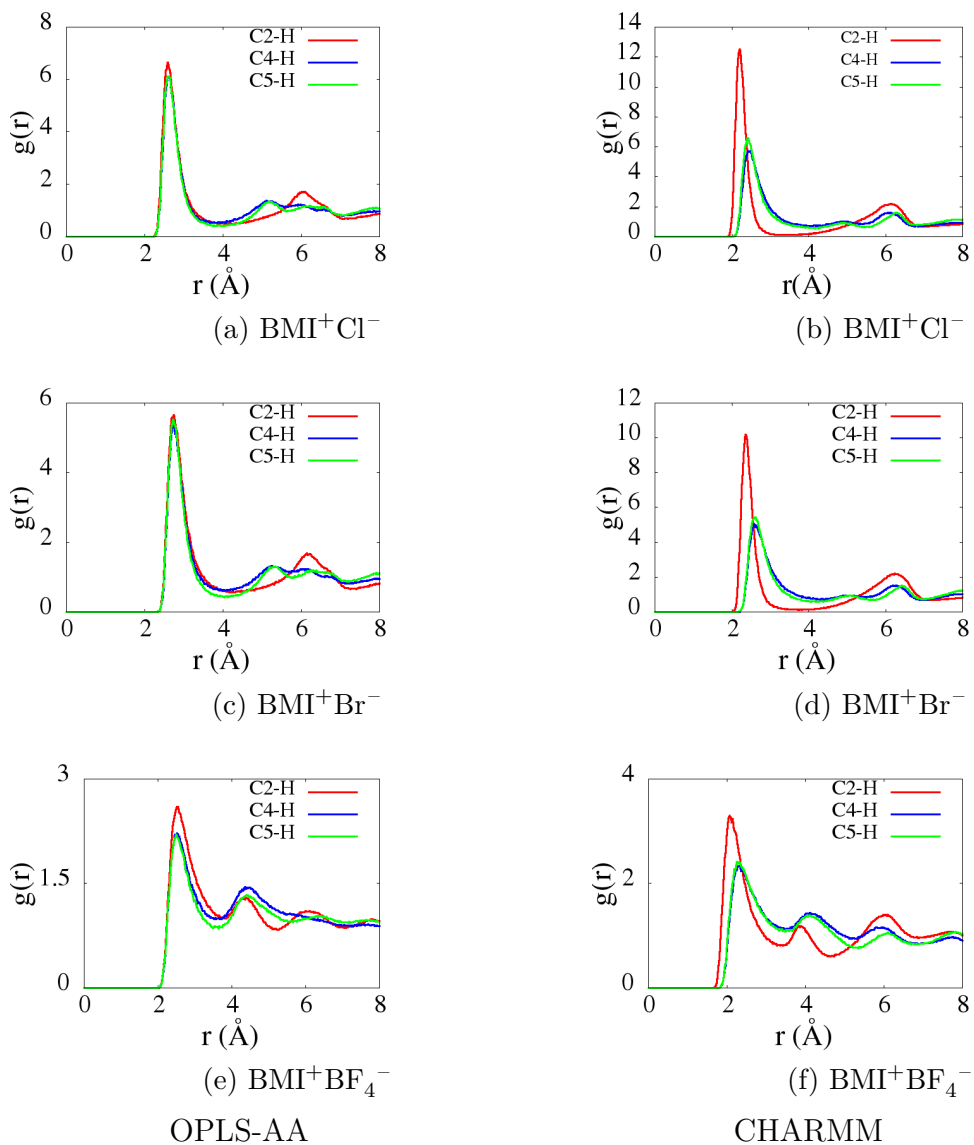 8
6
4
2
0
0
2
4
6
8
g(r)
r (Å)
C2-H
C4-H
C5-H
(a) BMI⁺Cl⁻
14
12
10
8
6
4
2
0
0
2
4
6
8
g(r)
r(Å)
C2-H
C4-H
C5-H
(b) BMI⁺Cl⁻
6
4
2
0
0
2
4
6
8
g(r)
r (Å)
C2-H
C4-H
C5-H
(c) BMI⁺Br⁻
12
10
8
6
4
2
0
0
2
4
6
8
g(r)
r (Å)
C2-H
C4-H
C5-H
(d) BMI⁺Br⁻
3
1.5
0
0
2
4
6
8
g(r)
r (Å)
C2-H
C4-H
C5-H
(e) BMI⁺BF₄⁻
4
2
0
0
2
4
6
8
g(r)
r (Å)
C2-H
C4-H
C5-H
(f) BMI⁺BF₄⁻
OPLS-AA
CHARMM